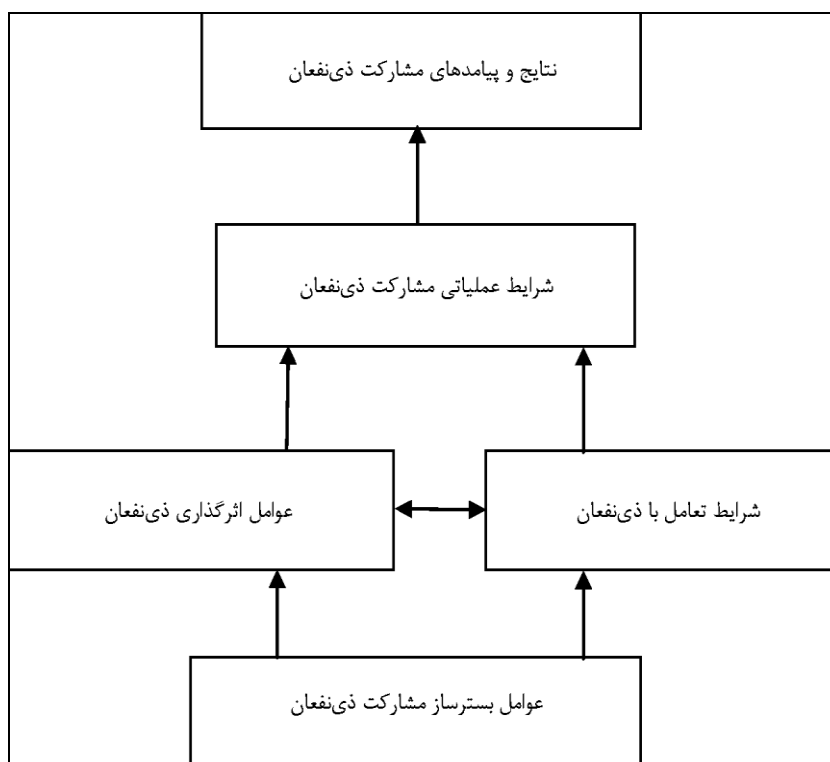 نتایج و پیامدهای مشارکت ذی‌نفعان
شرایط عملیاتی مشارکت ذی‌نفعان
شرایط تعامل با ذی‌نفعان
عوامل اثرگذاری ذی‌نفعان
عوامل بسترساز مشارکت ذی‌نفعان